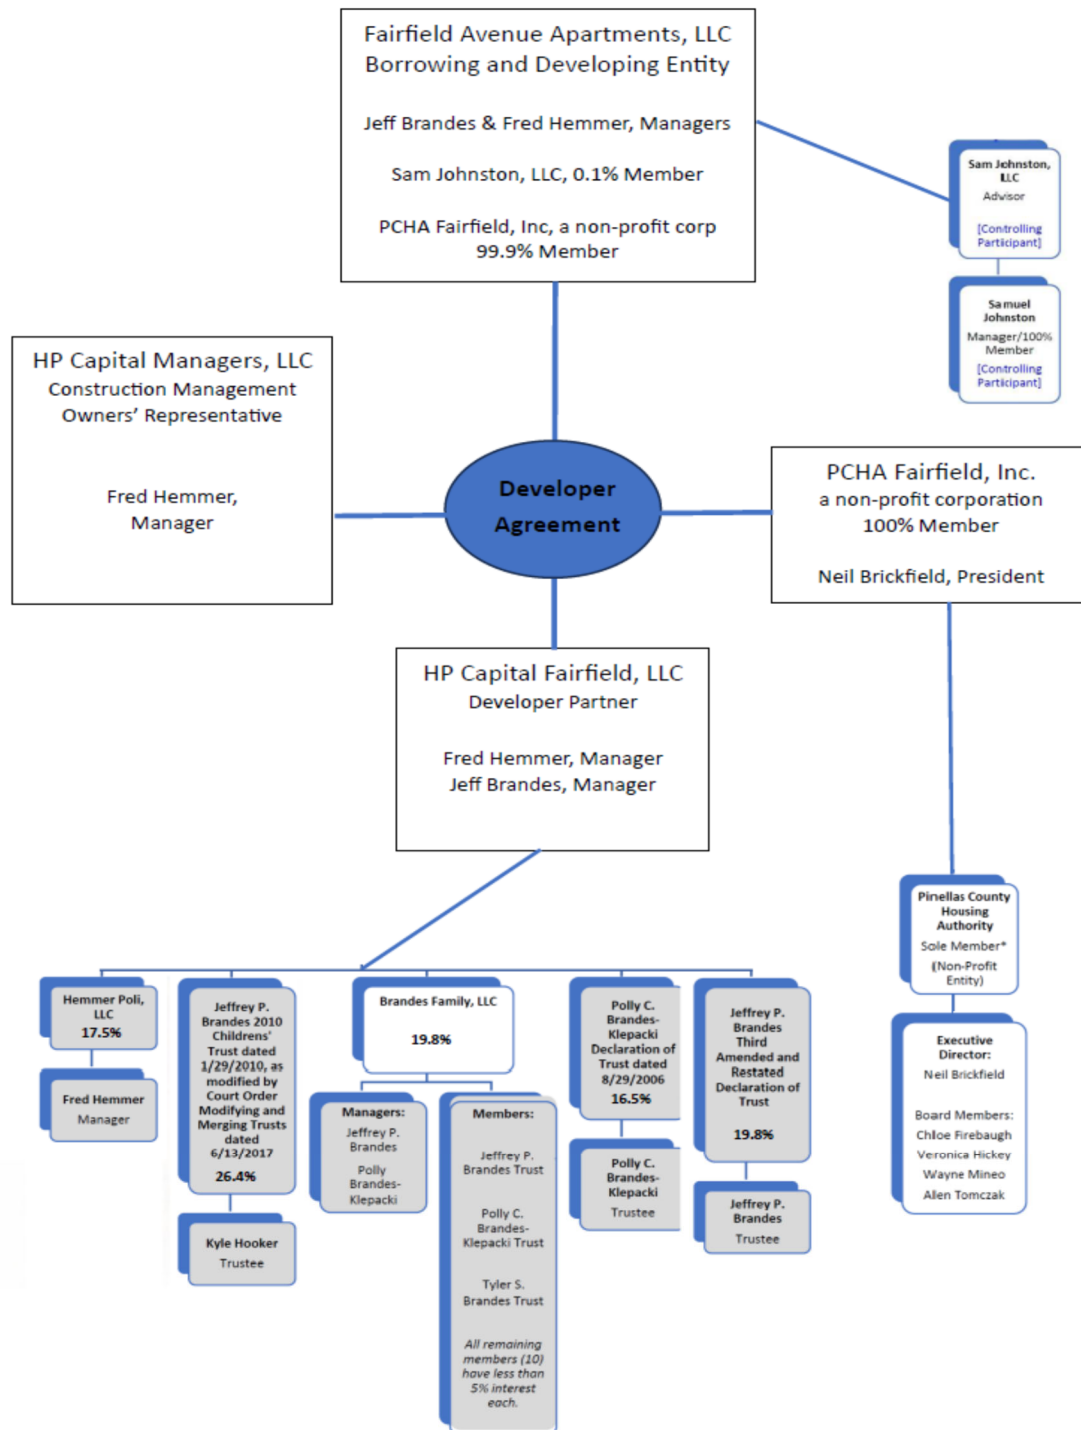 Fairfield Avenue Apartments, LLC
Borrowing and Developing Entity
Jeff Brandes & Fred Hemmer, Managers
Sam Johnston, LLC, 0.1% Member
PCHA Fairfield, Inc, a non-profit corp
99.9% Member
Sam Johnston,
LLC
Advisor
[Controlling
Participant]
Samuel
Johnston
Manager/100%
Member
[Controlling
Participant]
HP Capital Managers, LLC
Construction Management
Owners' Representative
Fred Hemmer,
Manager
Developer
Agreement
PCHA Fairfield, Inc.
a non-profit corporation
100% Member
Neil Brickfield, President
HP Capital Fairfield, LLC
Developer Partner
Fred Hemmer, Manager
Jeff Brandes, Manager
Hemmer Poli,
LLC
17.5%
Fred Hemmer
Manager
Jeffrey P.
Brandes 2010
Childrens'
Trust dated
1/29/2010, as
modified by
Court Order
Modifying and
Merging Trusts
dated
6/13/2017
26.4%
Kyle Hooker
Trustee
Brandes Family, LLC
19.8%
Managers:
Jeffrey P.
Brandes
Polly
Brandes-
Klepacki
Members:
Jeffrey P.
Brandes Trust
Polly C.
Brandes-
Klepacki Trust
Tyler S.
Brandes Trust
All remaining
members (10)
have less than
5% interest
each.
Polly C.
Brandes-
Klepacki
Declaration of
Trust dated
8/29/2006
16.5%
Polly C.
Brandes-
Klepacki
Trustee
Jeffrey P.
Brandes
Third
Amended and
Restated
Declaration of
Trust
19.8%
Jeffrey P.
Brandes
Trustee
Pinellas County
Housing
Authority
Sole Member*
(Non-Profit
Entity)
Executive
Director:
Neil Brickfield
Board Members:
Chloe Firebaugh
Veronica Hickey
Wayne Mineo
Allen Tomczak